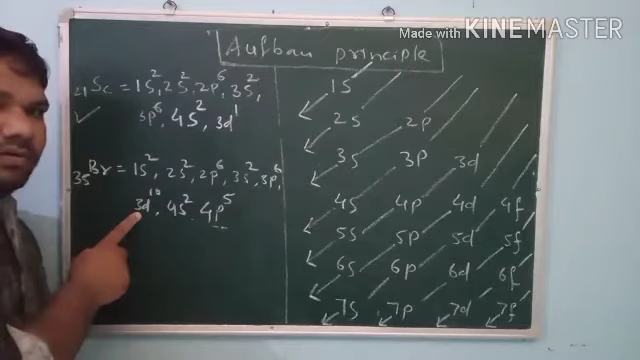 Made with KINEMASTER
Aufbau principle
21Sc = 1S², 2S², 2P⁶, 3S²,
3p⁶, 4S², 3d¹
35Br = 1S², 2S², 2P⁶, 3S², 3P⁶,
3d¹⁰, 4S² 4P⁵
1S
2S 2P
3S 3P 3d
4S 4P 4d 4f
5S 5P 5d 5f
6S 6P 6d 6f
7S 7P 7d 7f